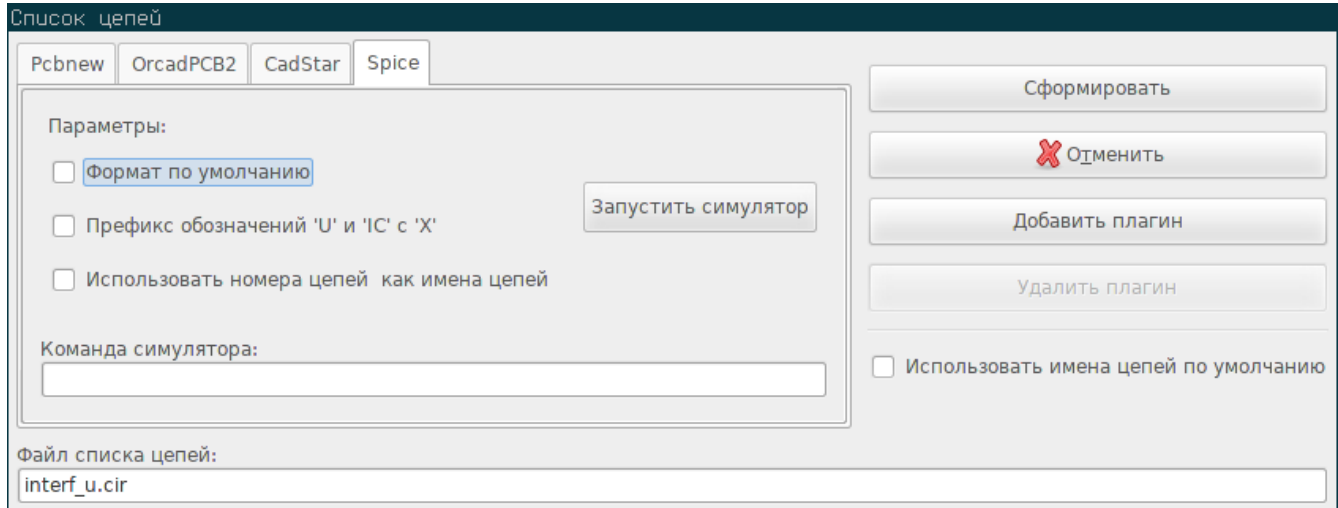 Список цепей
Pcbnew OrcadPCB2 CadStar Spice
Параметры:
Формат по умолчанию
Префикс обозначений 'U' и 'IC' с 'X'
Использовать номера цепей  как имена цепей
Запустить симулятор
Команда симулятора:
Сформировать
Отменить
Добавить плагин
Удалить плагин
Использовать имена цепей по умолчанию
Файл списка цепей:
interf_u.cir